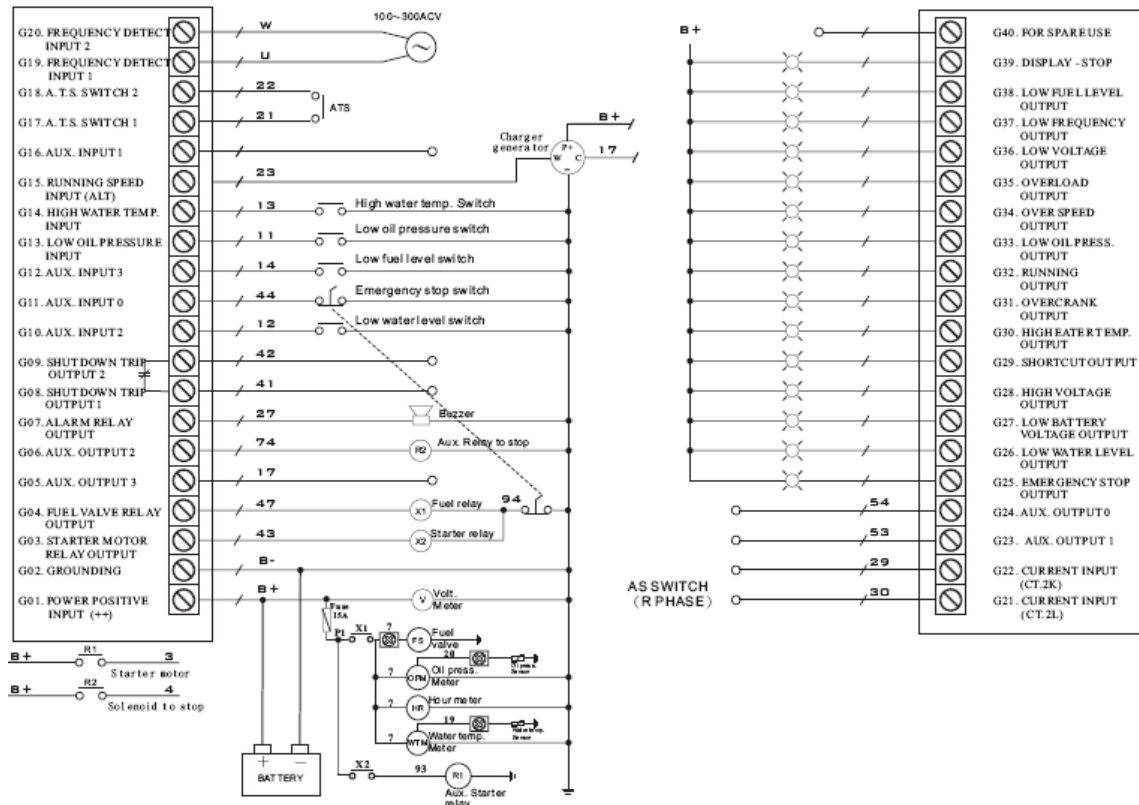 G20. FREQUENCY DETECT
INPUT 2
G19. FREQUENCY DETECT
INPUT 1
G18. A.T.S. SWITCH 2
G17. A.T.S. SWITCH 1
G16. AUX. INPUT 1
G15. RUNNING SPEED
INPUT (ALT)
G14. HIGH WATER TEMP.
INPUT
G13. LOW OIL PRESSURE
INPUT
G12. AUX. INPUT 3
G11. AUX. INPUT 0
G10. AUX. INPUT 2
G09. SHUT DOWN TRIP
OUTPUT 2
G08. SHUT DOWN TRIP
OUTPUT 1
G07. ALARM RELAY
OUTPUT
G06. AUX. OUTPUT 2
G05. AUX. OUTPUT 3
G04. FUEL VALVE RELAY
OUTPUT
G03. STARTER MOTOR
RELAY OUTPUT
G02. GROUNDING
G01. POWER POSITIVE
INPUT (++)
W
100~300ACV
U
22
ATS
21
B+
Charger
generator
P+
W C
-
17
23
13 High water temp. Switch
11 Low oil pressure switch
14 Low fuel level switch
44 Emergency stop switch
12 Low water level switch
42
41
27 Buzzer
74 R2 Aux. Relay to stop
17
47 X1 Fuel relay
94
43 X2 Starter relay
B-
B+
V Volt.
Meter
Fuse
15A
P1 X1 7 FS Fuel
valve
20
Oil press.
Sensor
7 OPM Oil press.
Meter
7 HR Hour meter
19
Water temp.
Sensor
7 WTM Water temp.
Meter
X2 93 R1
Aux. Starter
relay
B+ R1 3
Starter motor
B+ R2 4
Solenoid to stop
+ −
BATTERY
B+
G40. FOR SPARE USE
G39. DISPLAY - STOP
G38. LOW FUEL LEVEL
OUTPUT
G37. LOW FREQUENCY
OUTPUT
G36. LOW VOLTAGE
OUTPUT
G35. OVERLOAD
OUTPUT
G34. OVER SPEED
OUTPUT
G33. LOW OIL PRESS.
OUTPUT
G32. RUNNING
OUTPUT
G31. OVERCRANK
OUTPUT
G30. HIGH EATER TEMP.
OUTPUT
G29. SHORTCUT OUTPUT
G28. HIGH VOLTAGE
OUTPUT
G27. LOW BATTERY
VOLTAGE OUTPUT
G26. LOW WATER LEVEL
OUTPUT
G25. EMERGENCY STOP
OUTPUT
54 G24. AUX. OUTPUT 0
53 G23. AUX. OUTPUT 1
29 G22. CURRENT INPUT
(CT.2K)
30 G21. CURRENT INPUT
(CT.2L)
AS SWITCH
(R PHASE)